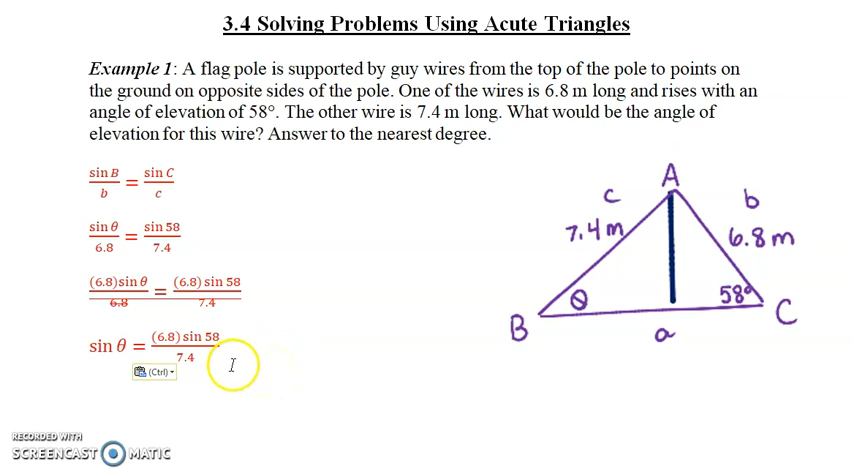 3.4 Solving Problems Using Acute Triangles
Example 1: A flag pole is supported by guy wires from the top of the pole to points on
the ground on opposite sides of the pole. One of the wires is 6.8 m long and rises with an
angle of elevation of 58°. The other wire is 7.4 m long. What would be the angle of
elevation for this wire? Answer to the nearest degree.
sin B / b = sin C / c
sin θ / 6.8 = sin 58 / 7.4
(6.8) sin θ / 6.8 = (6.8) sin 58 / 7.4
sin θ = (6.8) sin 58 / 7.4
(Ctrl)
A
c
b
7.4 m
6.8 m
θ
58°
B
a
C
RECORDED WITH
SCREENCAST MATIC